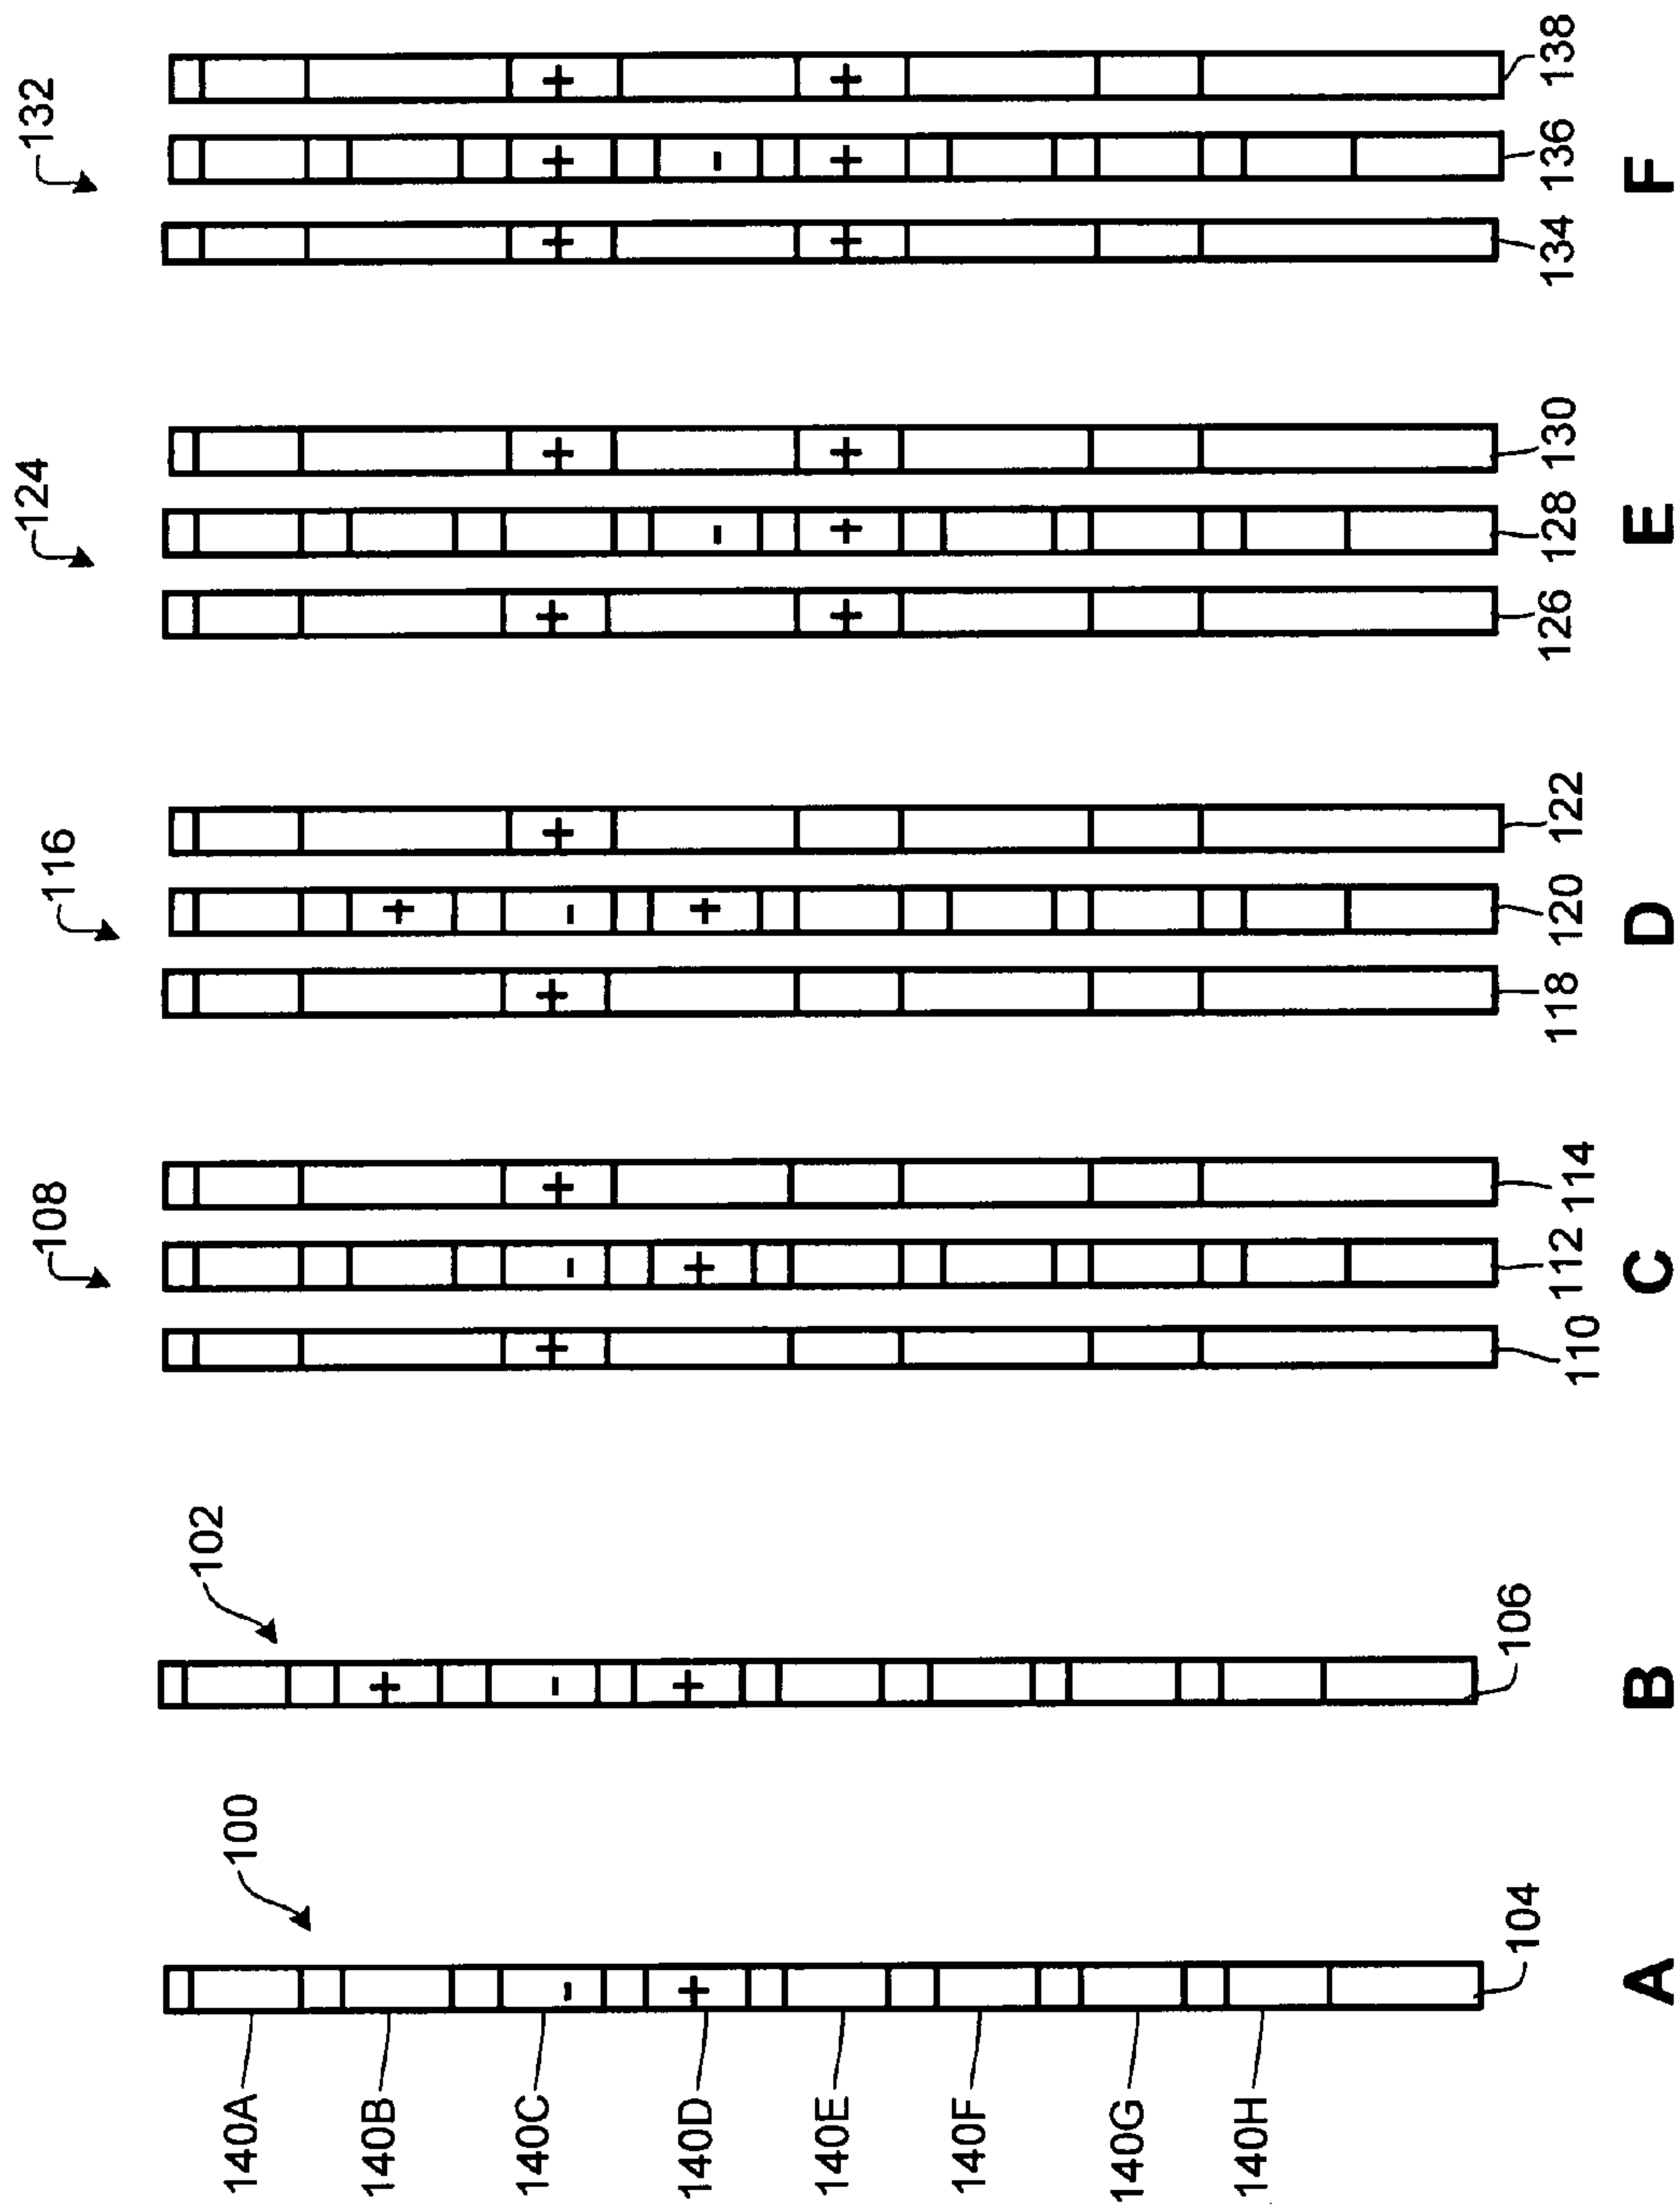 132
124
116
108
102
100
+ + +
+ - +
+ +
+ +
- +
+ +
+
+ - +
+
+
- +
+
+ - +
- +
140A
140B
140C
140D
140E
140F
140G
140H
104
106
110
112
114
118
120
122
126
128
130
134
136
138
A
B
C
D
E
F